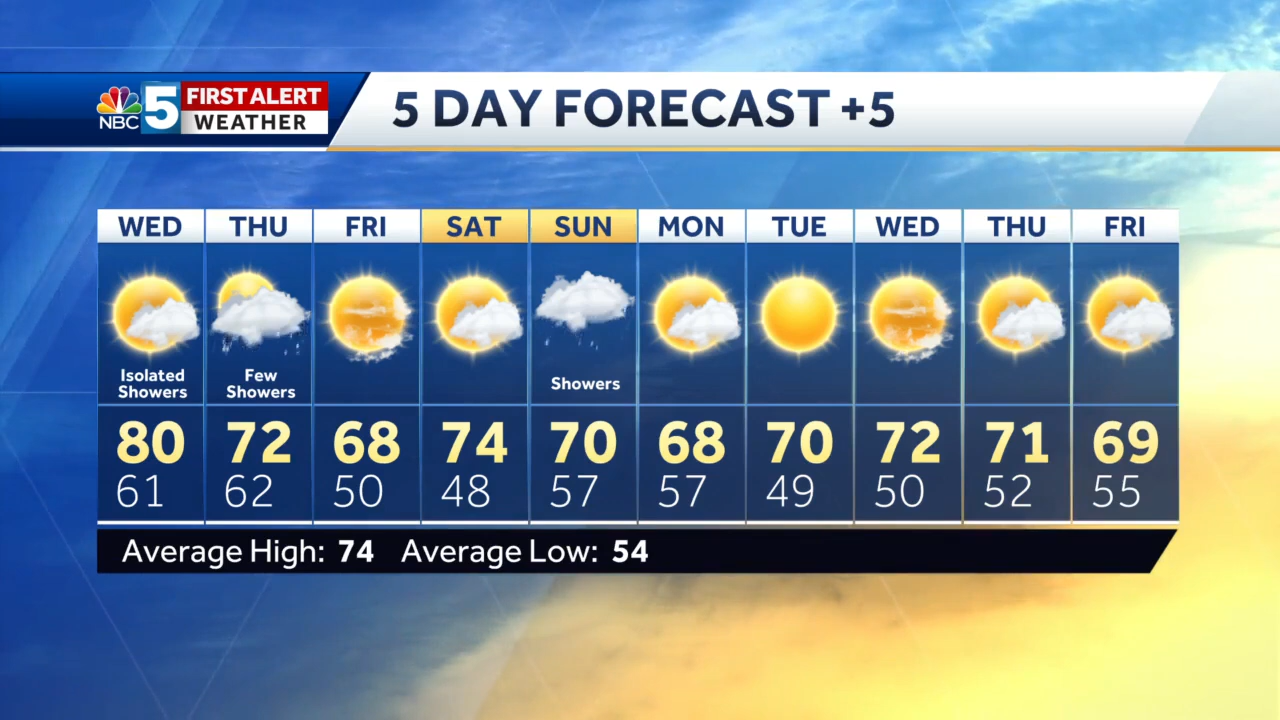 NBC 5 FIRST ALERT WEATHER
5 DAY FORECAST +5
WED THU FRI SAT SUN MON TUE WED THU FRI
Isolated Showers
Few Showers
Showers
80 72 68 74 70 68 70 72 71 69
61 62 50 48 57 57 49 50 52 55
Average High: 74 Average Low: 54